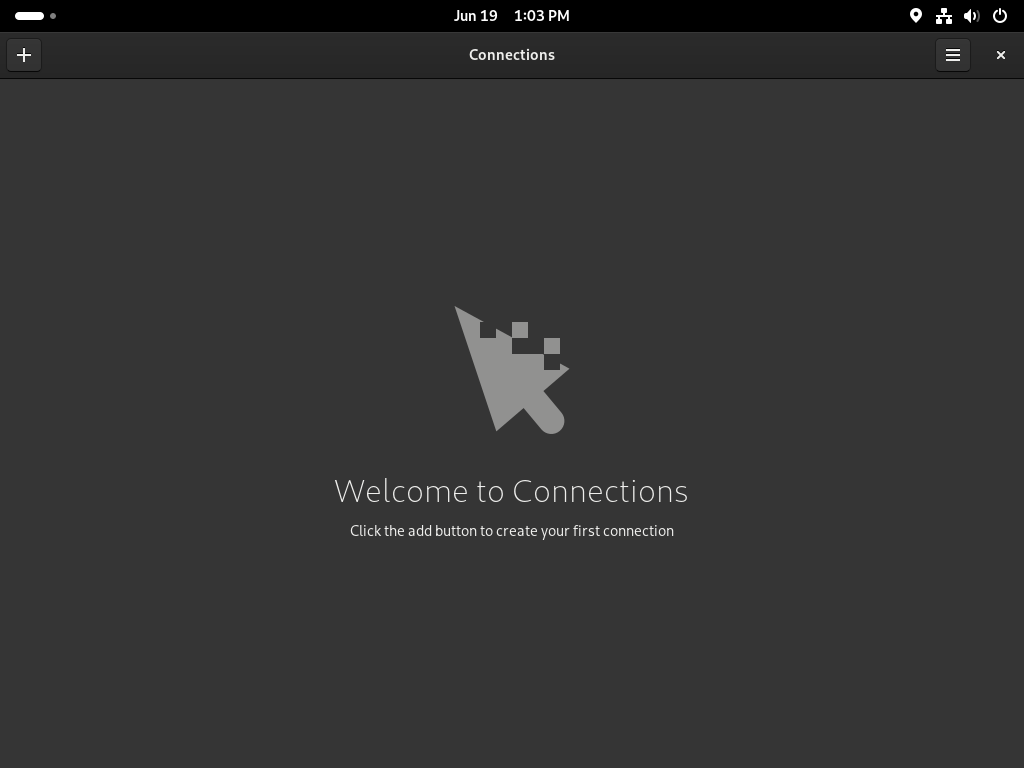 Jun 19 1:03 PM
Connections
Welcome to Connections
Click the add button to create your first connection